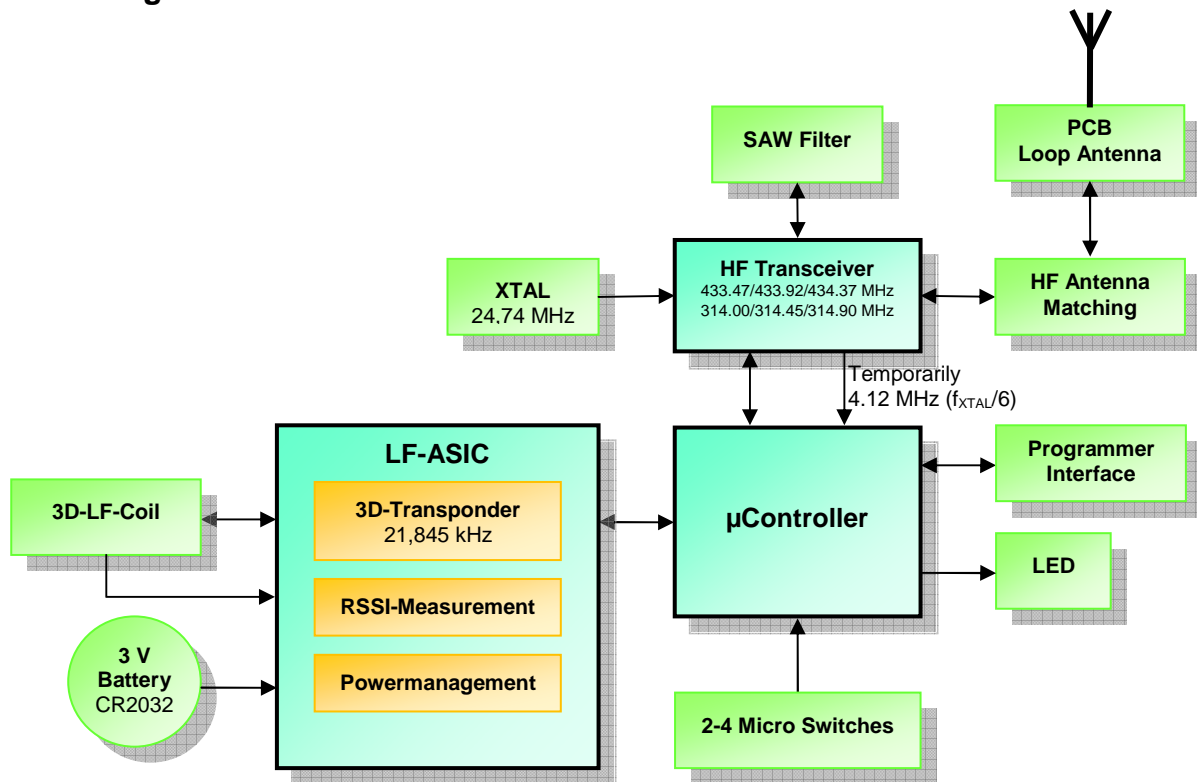 SAW Filter
PCB
Loop Antenna
XTAL
24,74 MHz
HF Transceiver
433.47/433.92/434.37 MHz
314.00/314.45/314.90 MHz
HF Antenna
Matching
Temporarily
4.12 MHz (fXTAL/6)
LF-ASIC
3D-Transponder
21,845 kHz
RSSI-Measurement
Powermanagement
3D-LF-Coil
3 V
Battery
CR2032
µController
Programmer
Interface
LED
2-4 Micro Switches